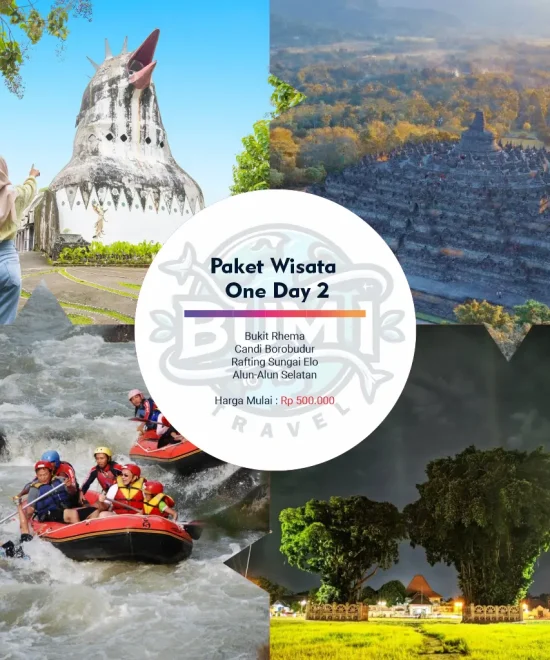 Paket Wisata
One Day 2
BUMI
TRAVEL
Bukit Rhema
Candi Borobudur
Rafting Sungai Elo
Alun-Alun Selatan
Harga Mulai : Rp 500.000